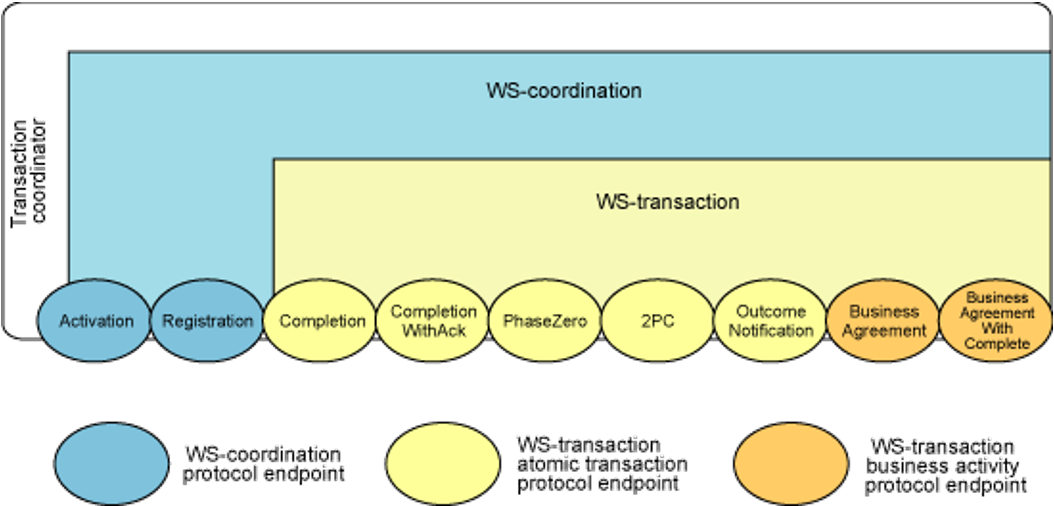 WS-coordination
WS-transaction
Transaction
coordinator
Activation
Registration
Completion
Completion
WithAck
PhaseZero
2PC
Outcome
Notification
Business
Agreement
Business
Agreement
With
Complete
WS-coordination
protocol endpoint
WS-transaction
atomic transaction
protocol endpoint
WS-transaction
business activity
protocol endpoint